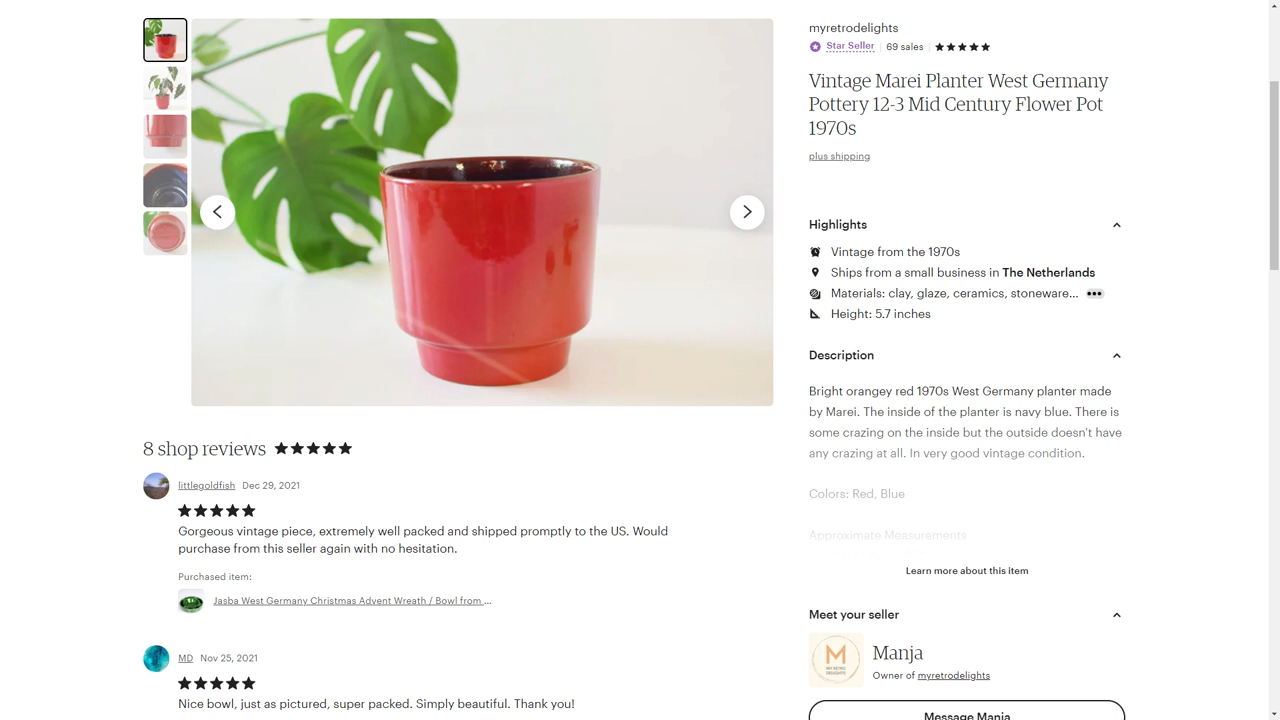 myretrodelights
Star Seller | 69 sales |
Vintage Marei Planter West Germany
Pottery 12-3 Mid Century Flower Pot
1970s
plus shipping
Highlights
Vintage from the 1970s
Ships from a small business in The Netherlands
Materials: clay, glaze, ceramics, stoneware...
Height: 5.7 inches
Description
Bright orangey red 1970s West Germany planter made
by Marei. The inside of the planter is navy blue. There is
some crazing on the inside but the outside doesn't have
any crazing at all. In very good vintage condition.
Colors: Red, Blue
Approximate Measurements
Learn more about this item
Meet your seller
M
MY RETRO
DELIGHTS
Manja
Owner of myretrodelights
Message Manja
8 shop reviews
littlegoldfish Dec 29, 2021
Gorgeous vintage piece, extremely well packed and shipped promptly to the US. Would
purchase from this seller again with no hesitation.
Purchased item:
Jasba West Germany Christmas Advent Wreath / Bowl from ...
MD Nov 25, 2021
Nice bowl, just as pictured, super packed. Simply beautiful. Thank you!